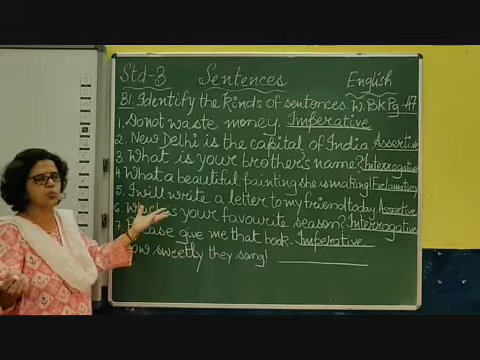 Std-3 Sentences English
B1. Identify the kinds of sentences. W.Bk Pg-47
1. Do not waste money. Imperative
2. New Delhi is the capital of India Assertive
3. What is your brother's name? Interrogative
4. What a beautiful painting she is making! Exclamatory
5. I will write a letter to my friend today. Assertive
6. Which is your favourite season? Interrogative
7. Please give me that book. Imperative
How sweetly they sang!